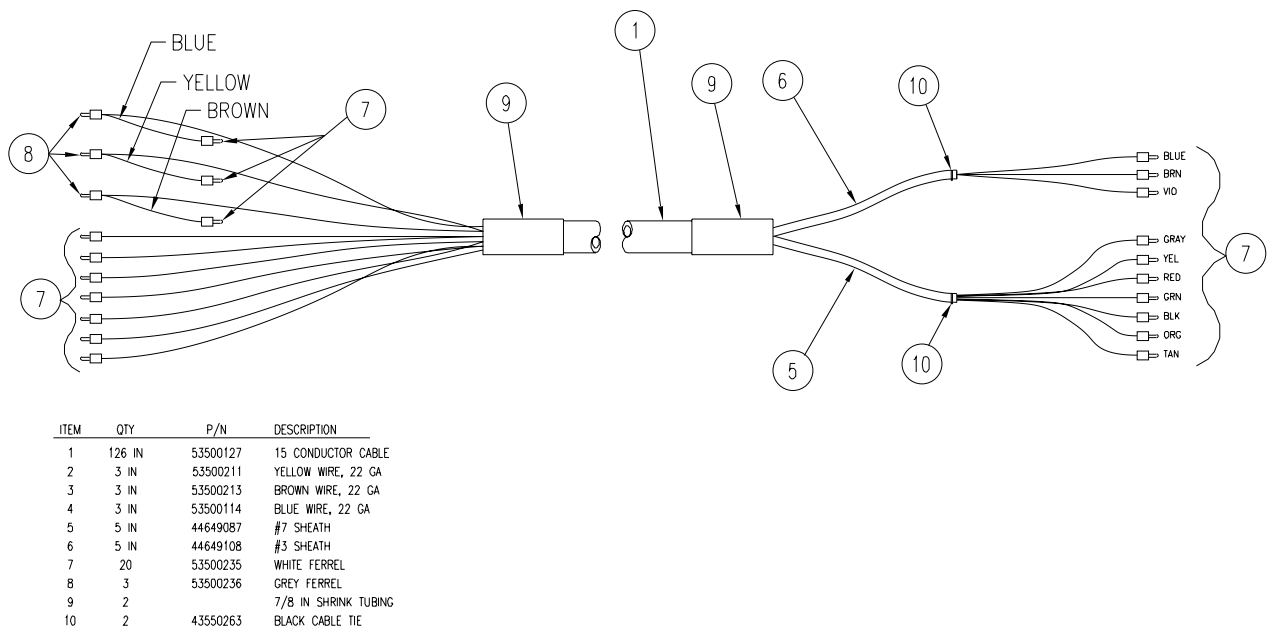 BLUE
YELLOW
BROWN
7
8
7
9
1
9
6
10
5
10
BLUE
BRN
VIO
GRAY
YEL
RED
GRN
BLK
ORG
TAN
7
ITEM QTY P/N DESCRIPTION
1 126 IN 53500127 15 CONDUCTOR CABLE
2 3 IN 53500211 YELLOW WIRE, 22 GA
3 3 IN 53500213 BROWN WIRE, 22 GA
4 3 IN 53500114 BLUE WIRE, 22 GA
5 5 IN 44649087 #7 SHEATH
6 5 IN 44649108 #3 SHEATH
7 20 53500235 WHITE FERREL
8 3 53500236 GREY FERREL
9 2 7/8 IN SHRINK TUBING
10 2 43550263 BLACK CABLE TIE